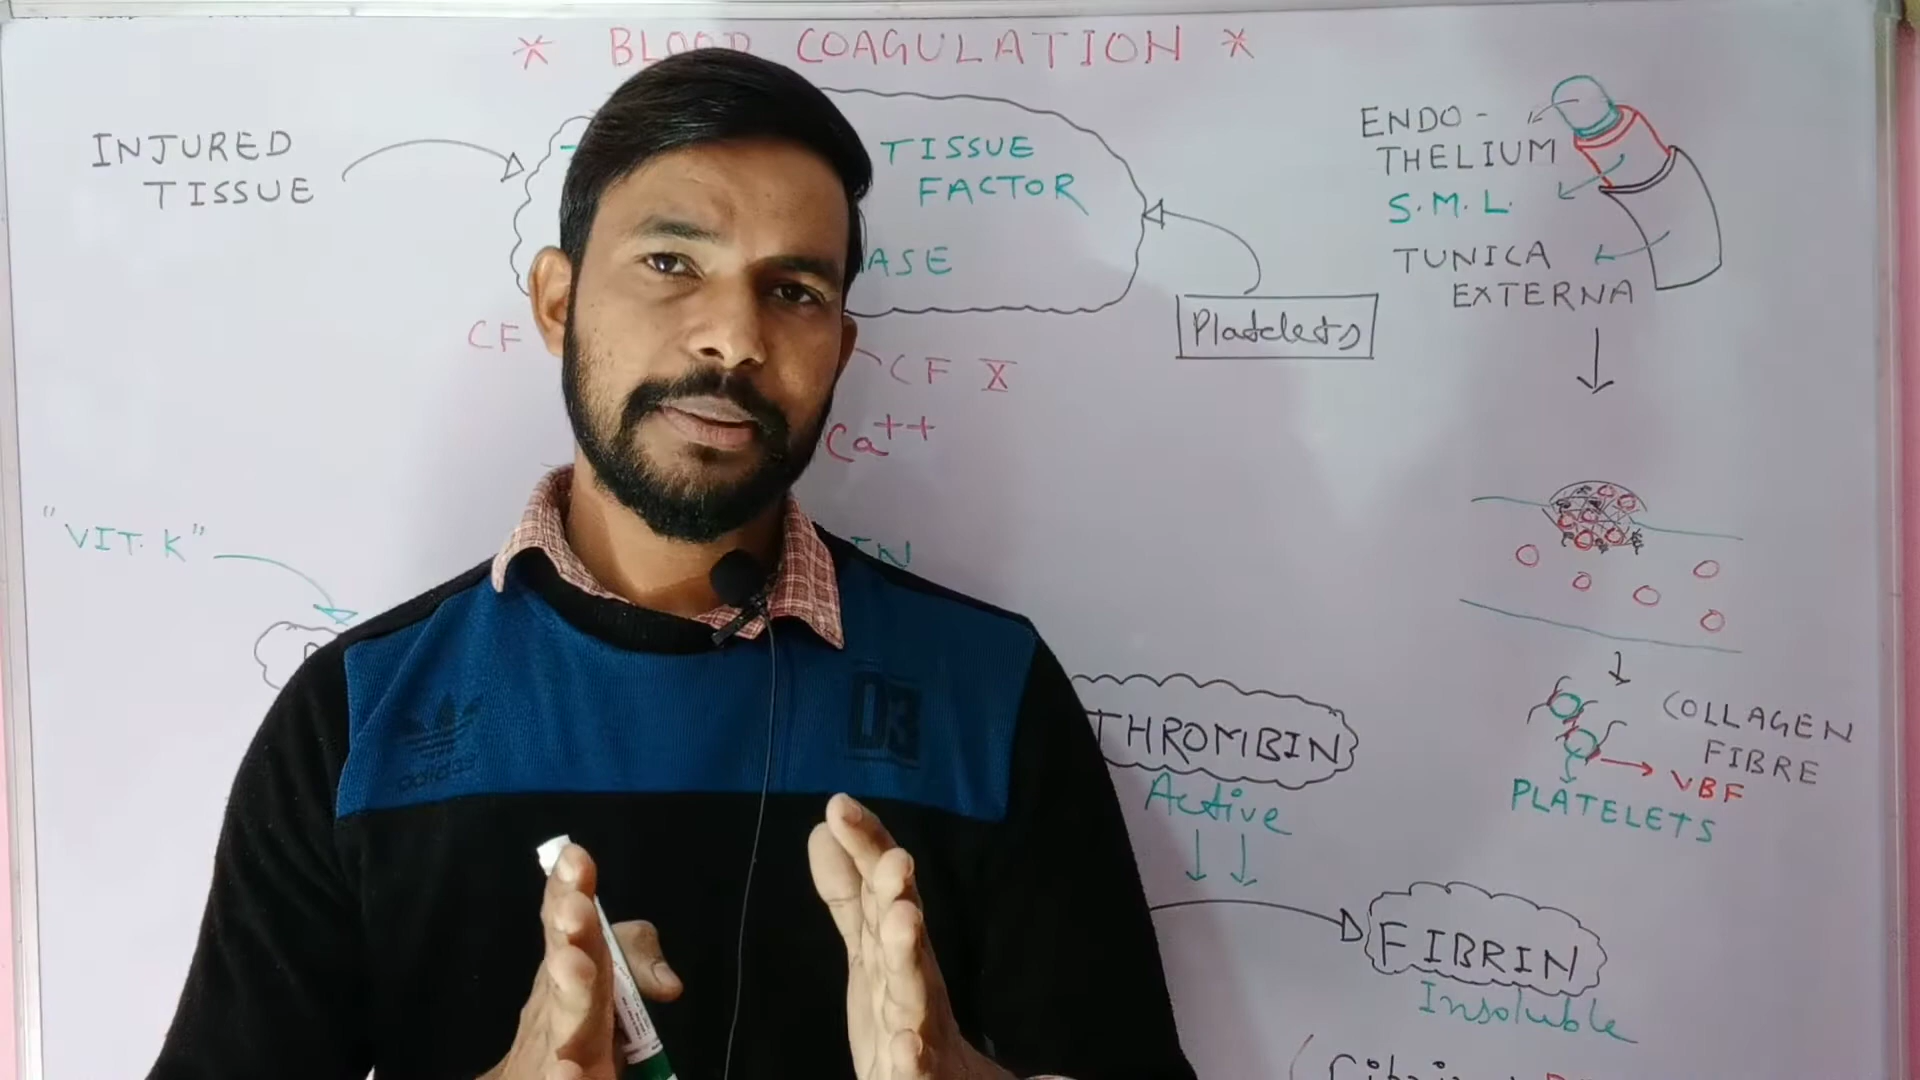 * BLOOD COAGULATION *
INJURED
TISSUE
TISSUE
FACTOR
ASE
CF
CF X
Ca++
Platelets
ENDO-
THELIUM
S.M.L.
TUNICA
EXTERNA
"VIT. K"
IN
COLLAGEN
FIBRE
VBF
PLATELETS
THROMBIN
Active
FIBRIN
Insoluble
adidas
03